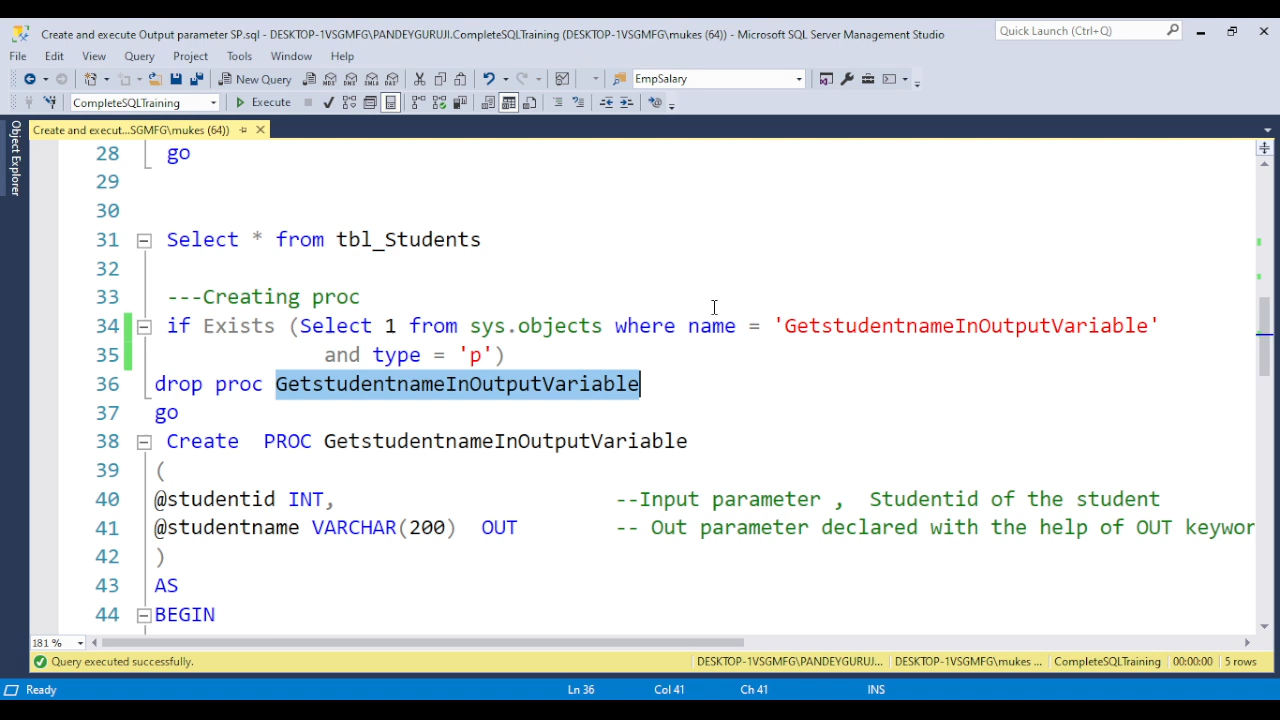 Create and execute Output parameter SP.sql - DESKTOP-1VSGMFG\PANDEYGURUJI.CompleteSQLTraining (DESKTOP-1VSGMFG\mukes (64)) - Microsoft SQL Server Management Studio
Quick Launch (Ctrl+Q)
File Edit View Query Project Tools Window Help
New Query EmpSalary
CompleteSQLTraining Execute
Object Explorer
Create and execut...SGMFG\mukes (64))
28 go
29
30
31 Select * from tbl_Students
32
33 ---Creating proc
34 if Exists (Select 1 from sys.objects where name = 'GetstudentnameInOutputVariable'
35 and type = 'p')
36 drop proc GetstudentnameInOutputVariable
37 go
38 Create PROC GetstudentnameInOutputVariable
39 (
40 @studentid INT, --Input parameter , Studentid of the student
41 @studentname VARCHAR(200) OUT -- Out parameter declared with the help of OUT keywor
42 )
43 AS
44 BEGIN
181 %
Query executed successfully. DESKTOP-1VSGMFG\PANDEYGURUJ... DESKTOP-1VSGMFG\mukes ... CompleteSQLTraining 00:00:00 5 rows
Ready Ln 36 Col 41 Ch 41 INS